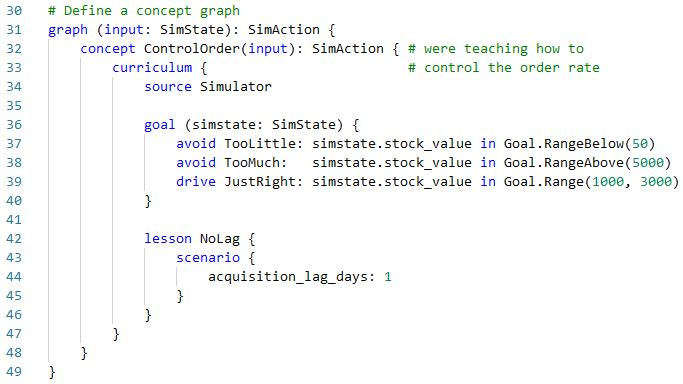 30 # Define a concept graph
31 graph (input: SimState): SimAction {
32     concept ControlOrder(input): SimAction { # were teaching how to
33         curriculum {                         # control the order rate
34             source Simulator
35
36             goal (simstate: SimState) {
37                 avoid TooLittle: simstate.stock_value in Goal.RangeBelow(50)
38                 avoid TooMuch:   simstate.stock_value in Goal.RangeAbove(5000)
39                 drive JustRight: simstate.stock_value in Goal.Range(1000, 3000)
40             }
41
42             lesson NoLag {
43                 scenario {
44                     acquisition_lag_days: 1
45                 }
46             }
47         }
48     }
49 }